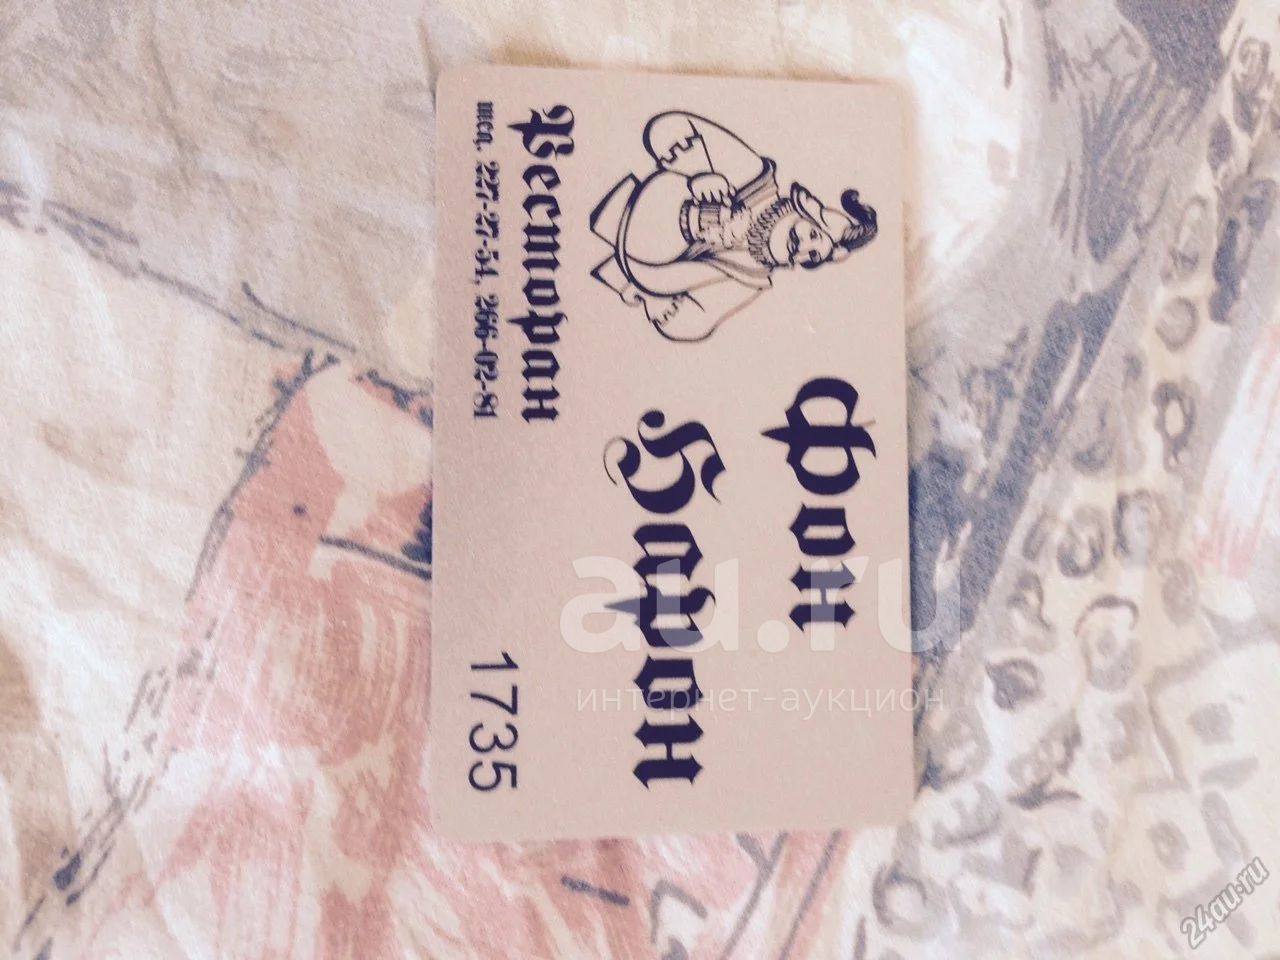 Фон
Барон
Ресторан
тел. 227-27-54, 266-02-81
1735
au.ru
интернет-аукцион
24au.ru